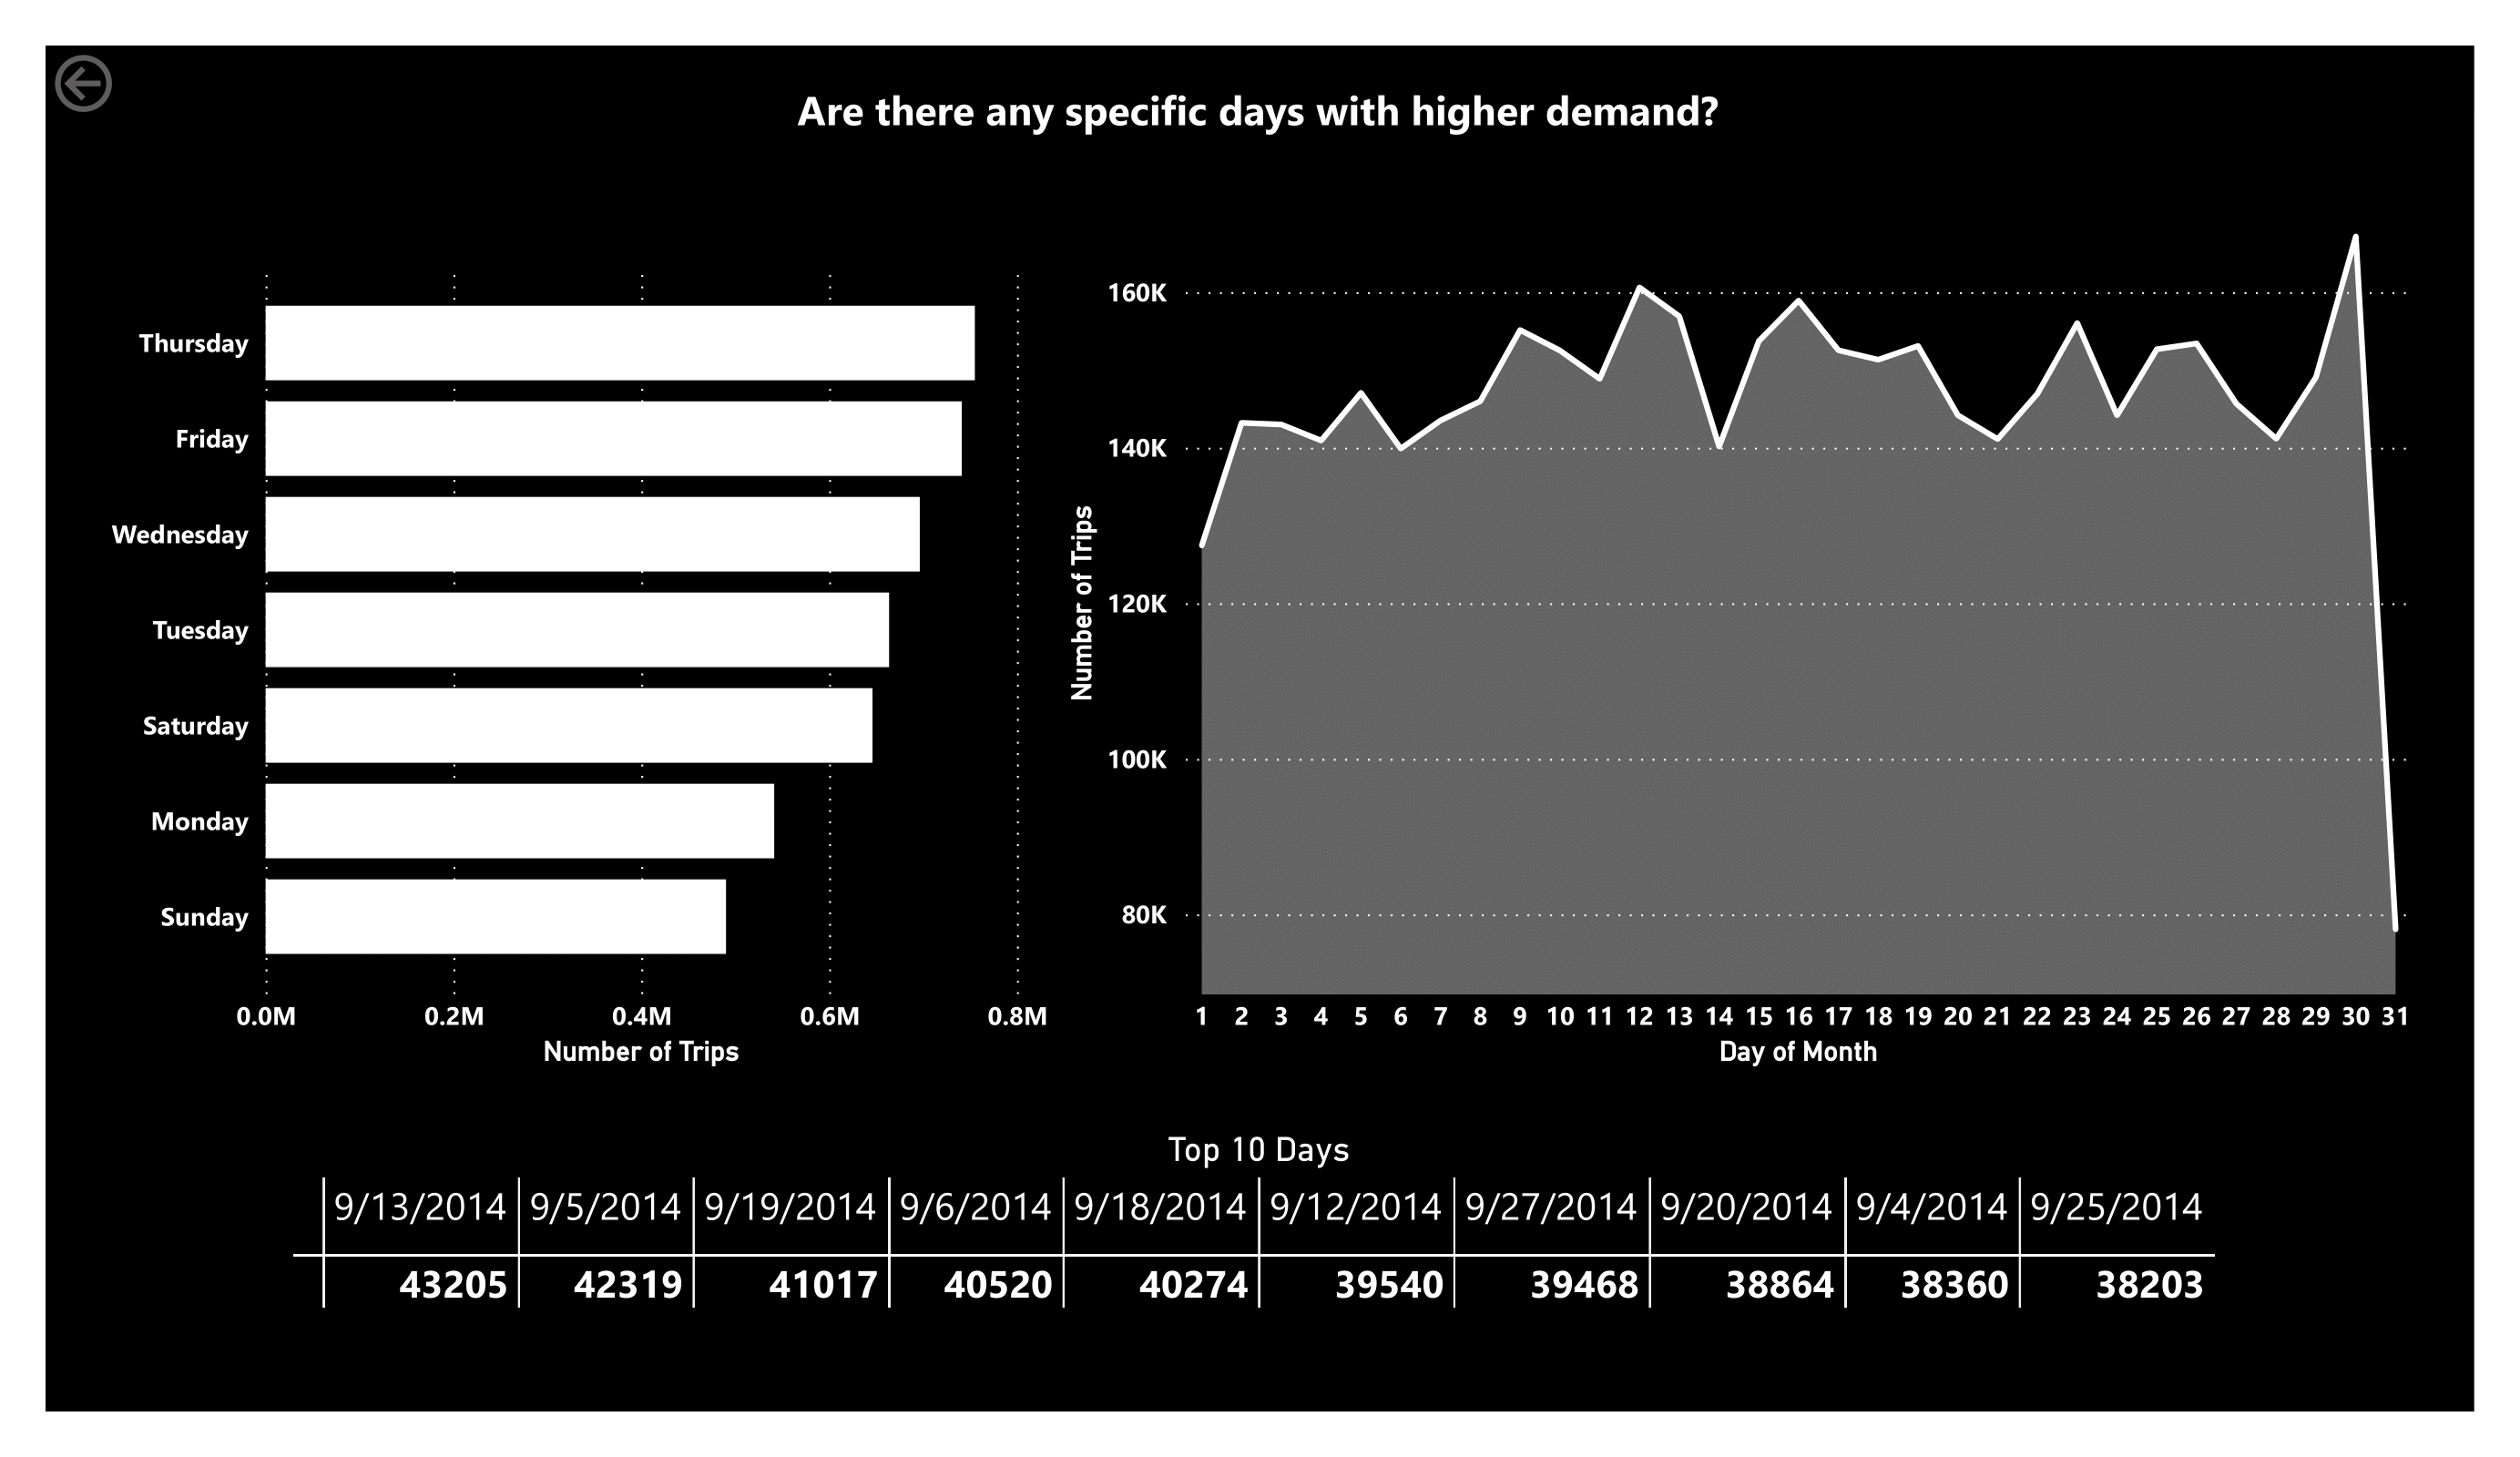 Are there any specific days with higher demand?
Thursday
Friday
Wednesday
Tuesday
Saturday
Monday
Sunday
0.0M 0.2M 0.4M 0.6M 0.8M
Number of Trips
160K
140K
120K
100K
80K
Number of Trips
1 2 3 4 5 6 7 8 9 10 11 12 13 14 15 16 17 18 19 20 21 22 23 24 25 26 27 28 29 30 31
Day of Month
Top 10 Days
9/13/2014 9/5/2014 9/19/2014 9/6/2014 9/18/2014 9/12/2014 9/27/2014 9/20/2014 9/4/2014 9/25/2014
43205 42319 41017 40520 40274 39540 39468 38864 38360 38203